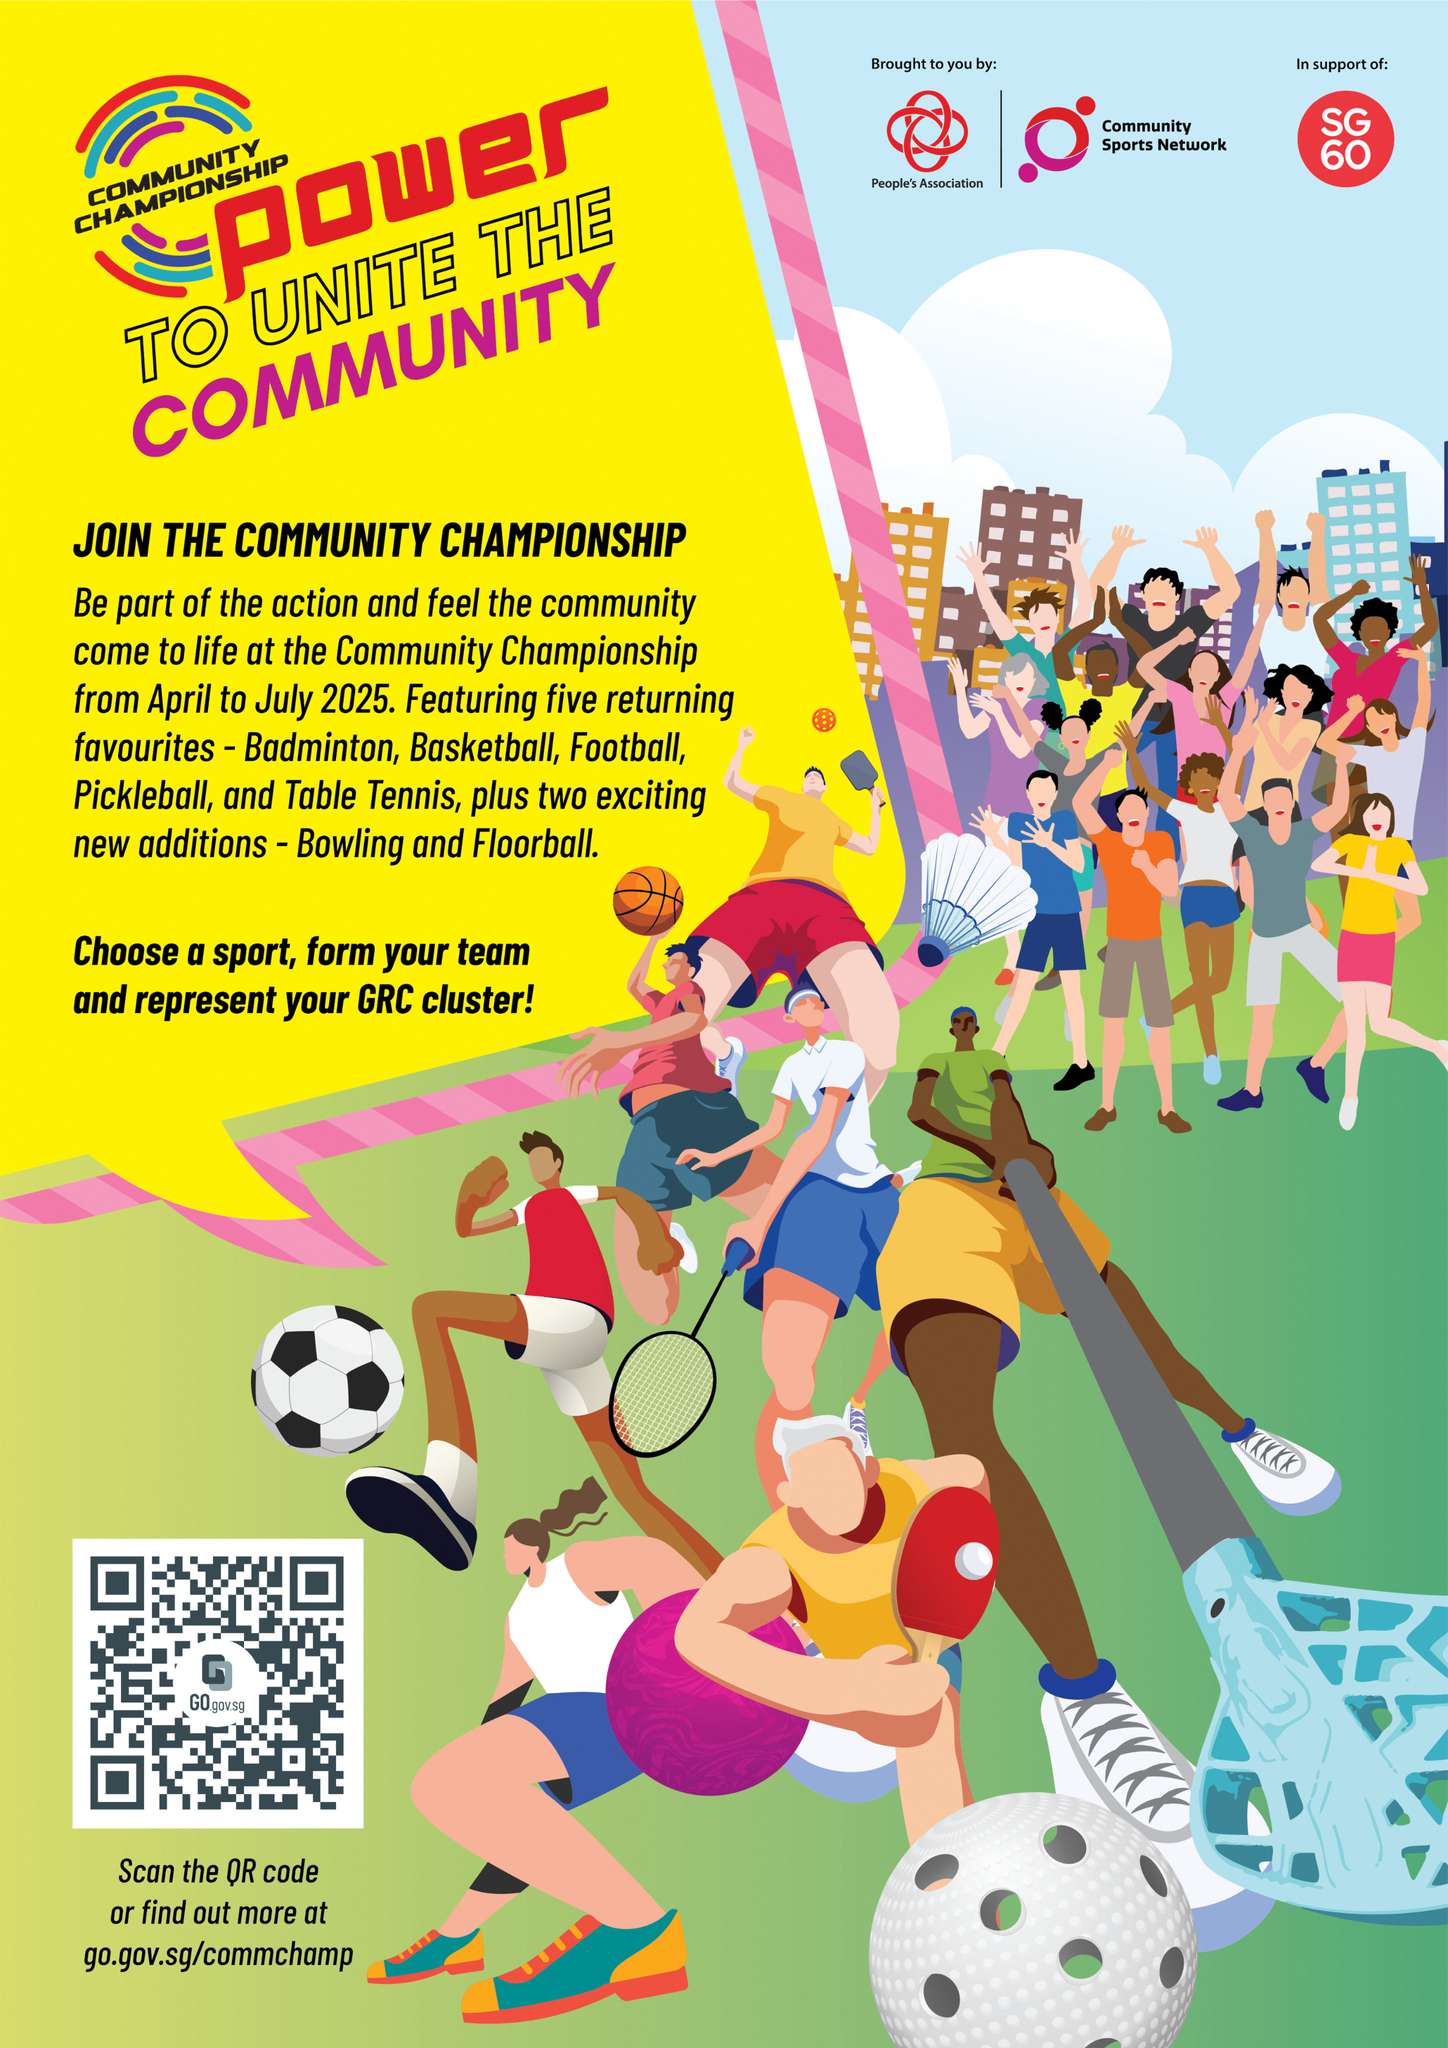 COMMUNITY
CHAMPIONSHIP
power
TO UNITE THE
COMMUNITY
Brought to you by:
People's Association
Community
Sports Network
In support of:
SG
60
JOIN THE COMMUNITY CHAMPIONSHIP
Be part of the action and feel the community
come to life at the Community Championship
from April to July 2025. Featuring five returning
favourites - Badminton, Basketball, Football,
Pickleball, and Table Tennis, plus two exciting
new additions - Bowling and Floorball.
Choose a sport, form your team
and represent your GRC cluster!
GO.gov.sg
Scan the QR code
or find out more at
go.gov.sg/commchamp